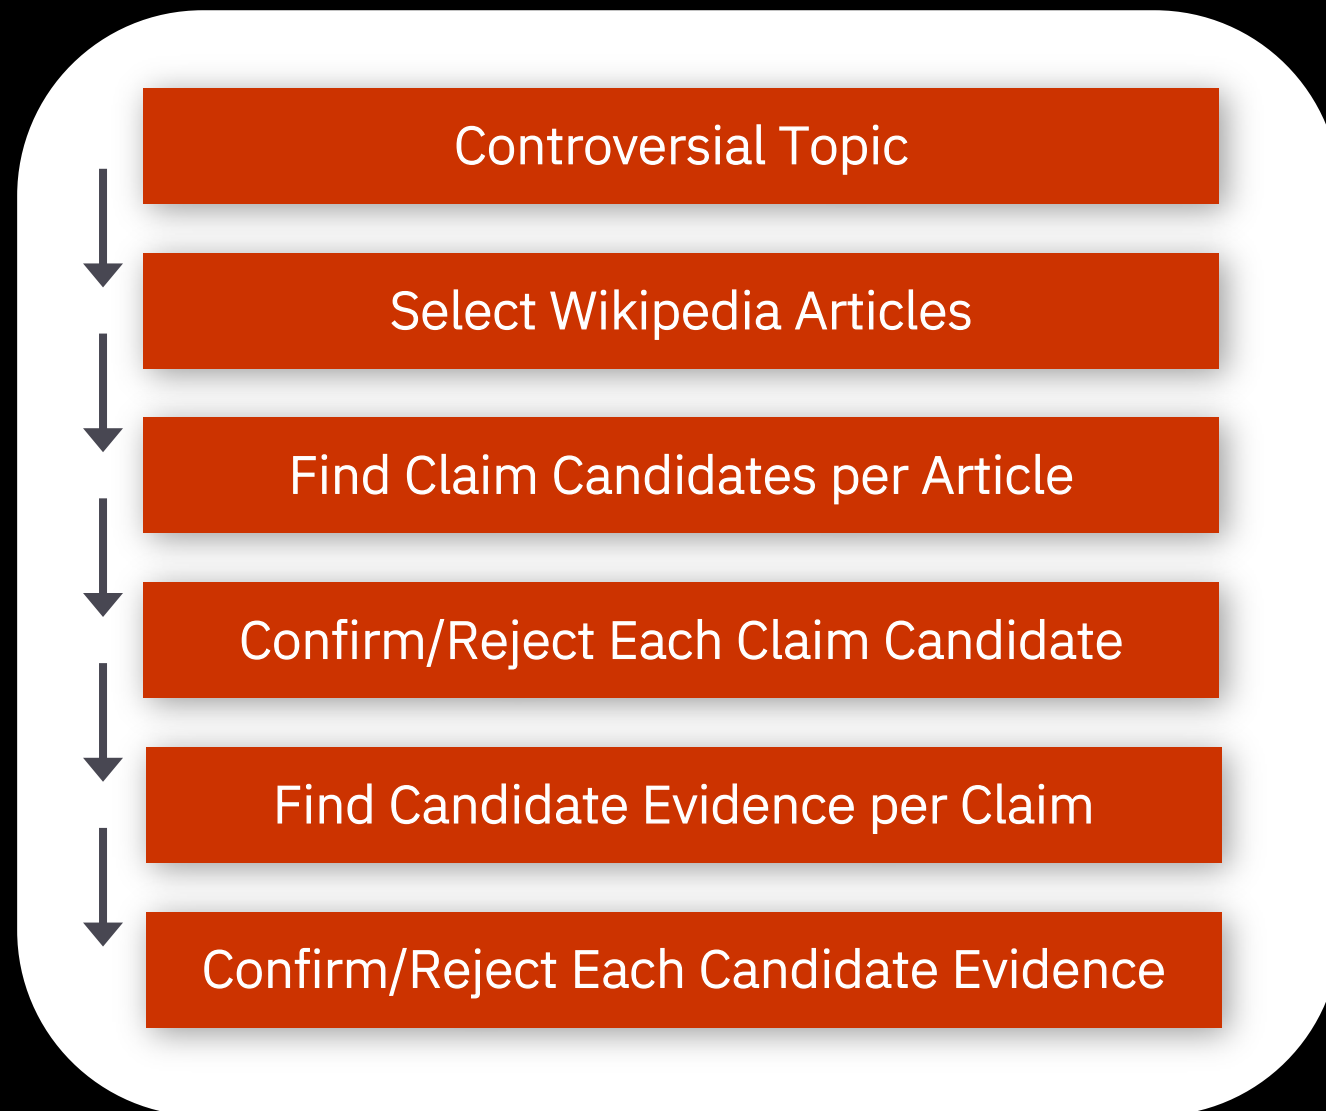 Controversial Topic
Select Wikipedia Articles
Find Claim Candidates per Article
Confirm/Reject Each Claim Candidate
Find Candidate Evidence per Claim
Confirm/Reject Each Candidate Evidence